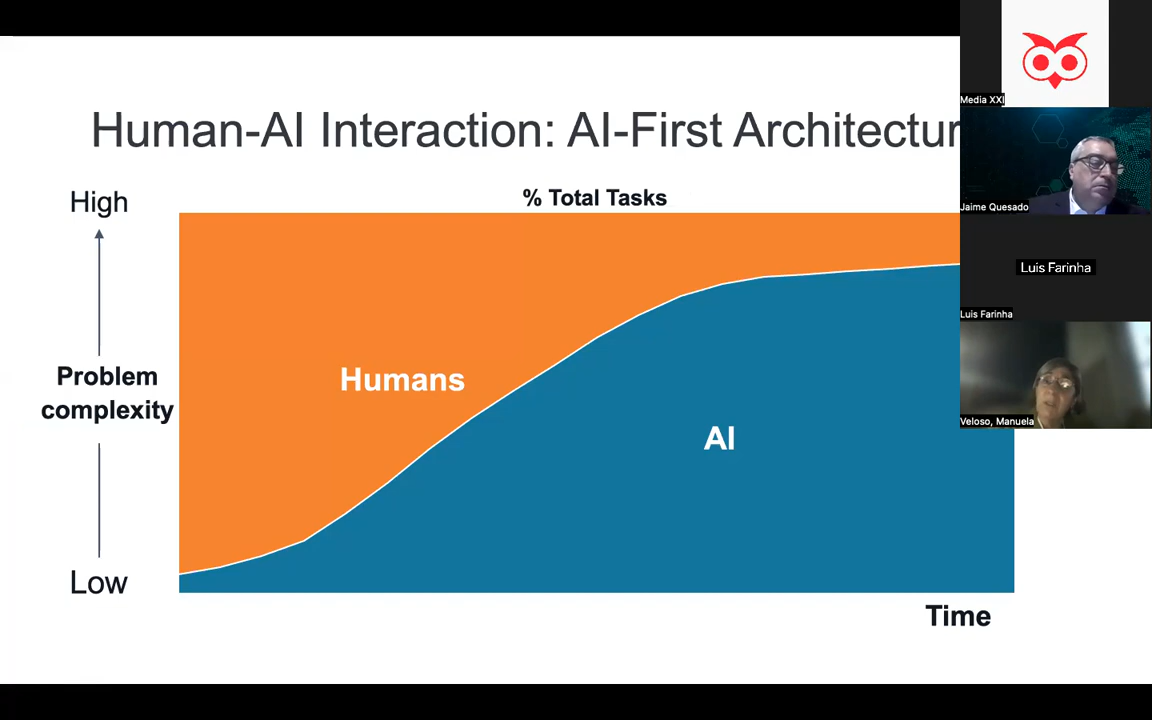 Human-AI Interaction: AI-First Architectur
High
% Total Tasks
Humans
Problem
complexity
AI
Low
Time
Media XXI
Jaime Quesado
Luis Farinha
Luis Farinha
Veloso, Manuela